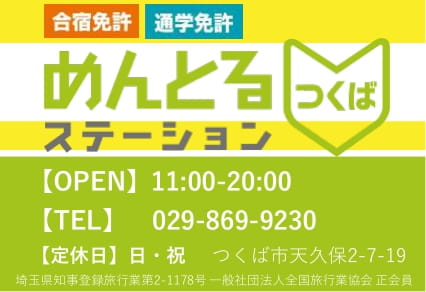 合宿免許 通学免許
めんとる つくば
ステーション
【OPEN】11:00-20:00
【TEL】 029-869-9230
【定休日】日・祝 つくば市天久保2-7-19
埼玉県知事登録旅行業第2-1178号 一般社団法人全国旅行業協会 正会員